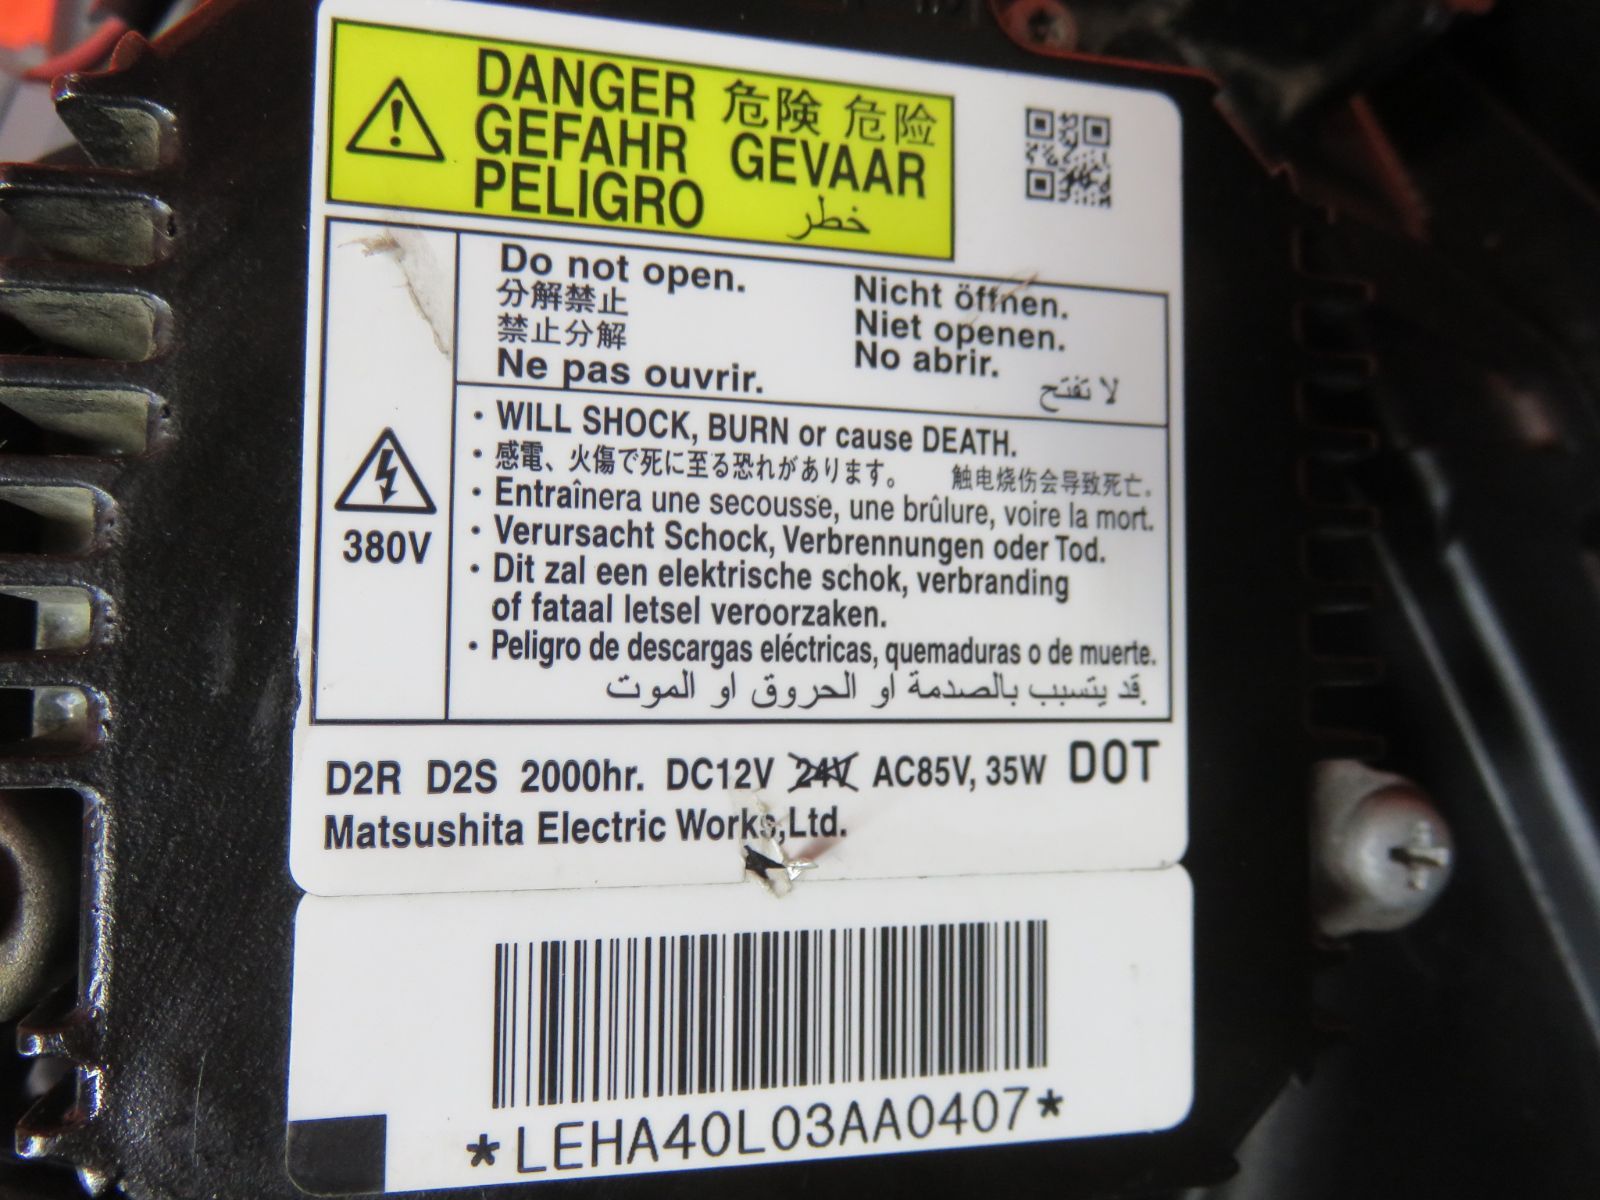 DANGER 危険 危险
GEFAHR GEVAAR
PELIGRO خطر
Do not open.
分解禁止
禁止分解
Ne pas ouvrir.
Nicht öffnen.
Niet openen.
No abrir.
لا تفتح
380V
・WILL SHOCK, BURN or cause DEATH.
・感電、火傷で死に至る恐れがあります。 触电烧伤会导致死亡.
・Entraînera une secousse, une brûlure, voire la mort.
・Verursacht Schock, Verbrennungen oder Tod.
・Dit zal een elektrische schok, verbranding
of fataal letsel veroorzaken.
・Peligro de descargas eléctricas, quemaduras o de muerte.
قد يتسبب بالصدمة او الحروق او الموت.
D2R D2S 2000hr. DC12V 24V AC85V, 35W DOT
Matsushita Electric Works,Ltd.
*LEHA40L03AA0407*